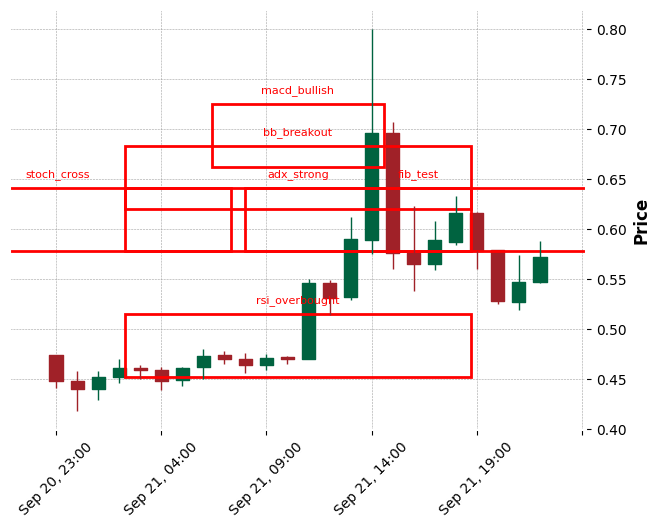 0.80
0.75
macd_bullish
0.70
bb_breakout
stoch_cross
adx_strong
fib_test
0.65
0.60
Price
0.55
rsi_overbought
0.50
0.45
0.40
Sep 20, 23:00
Sep 21, 04:00
Sep 21, 09:00
Sep 21, 14:00
Sep 21, 19:00